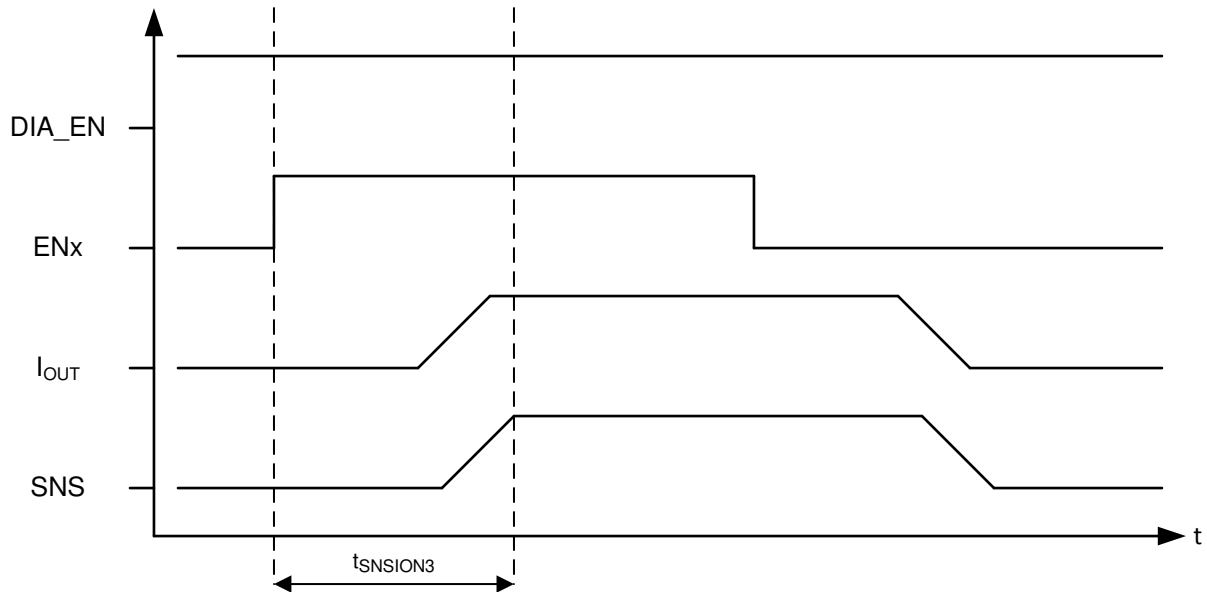 DIA_EN
ENx
IOUT
SNS
t
tSNSION3